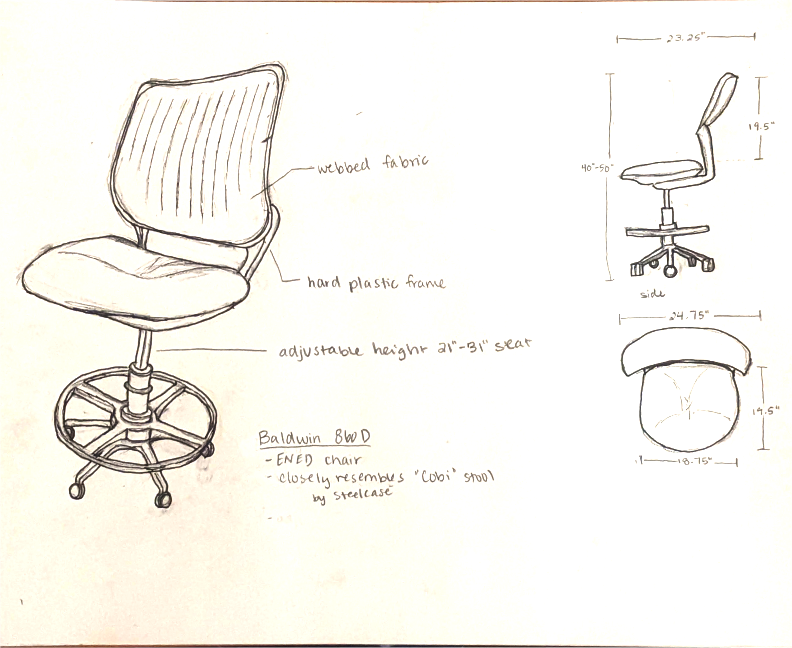 webbed fabric
hard plastic frame
adjustable height 21"-31" seat
Baldwin 860D
- ENED chair
- closely resembles "Cobi" stool
by steelcase
23.25"
19.5"
40"-50"
side
24.75"
19.5"
18.75"